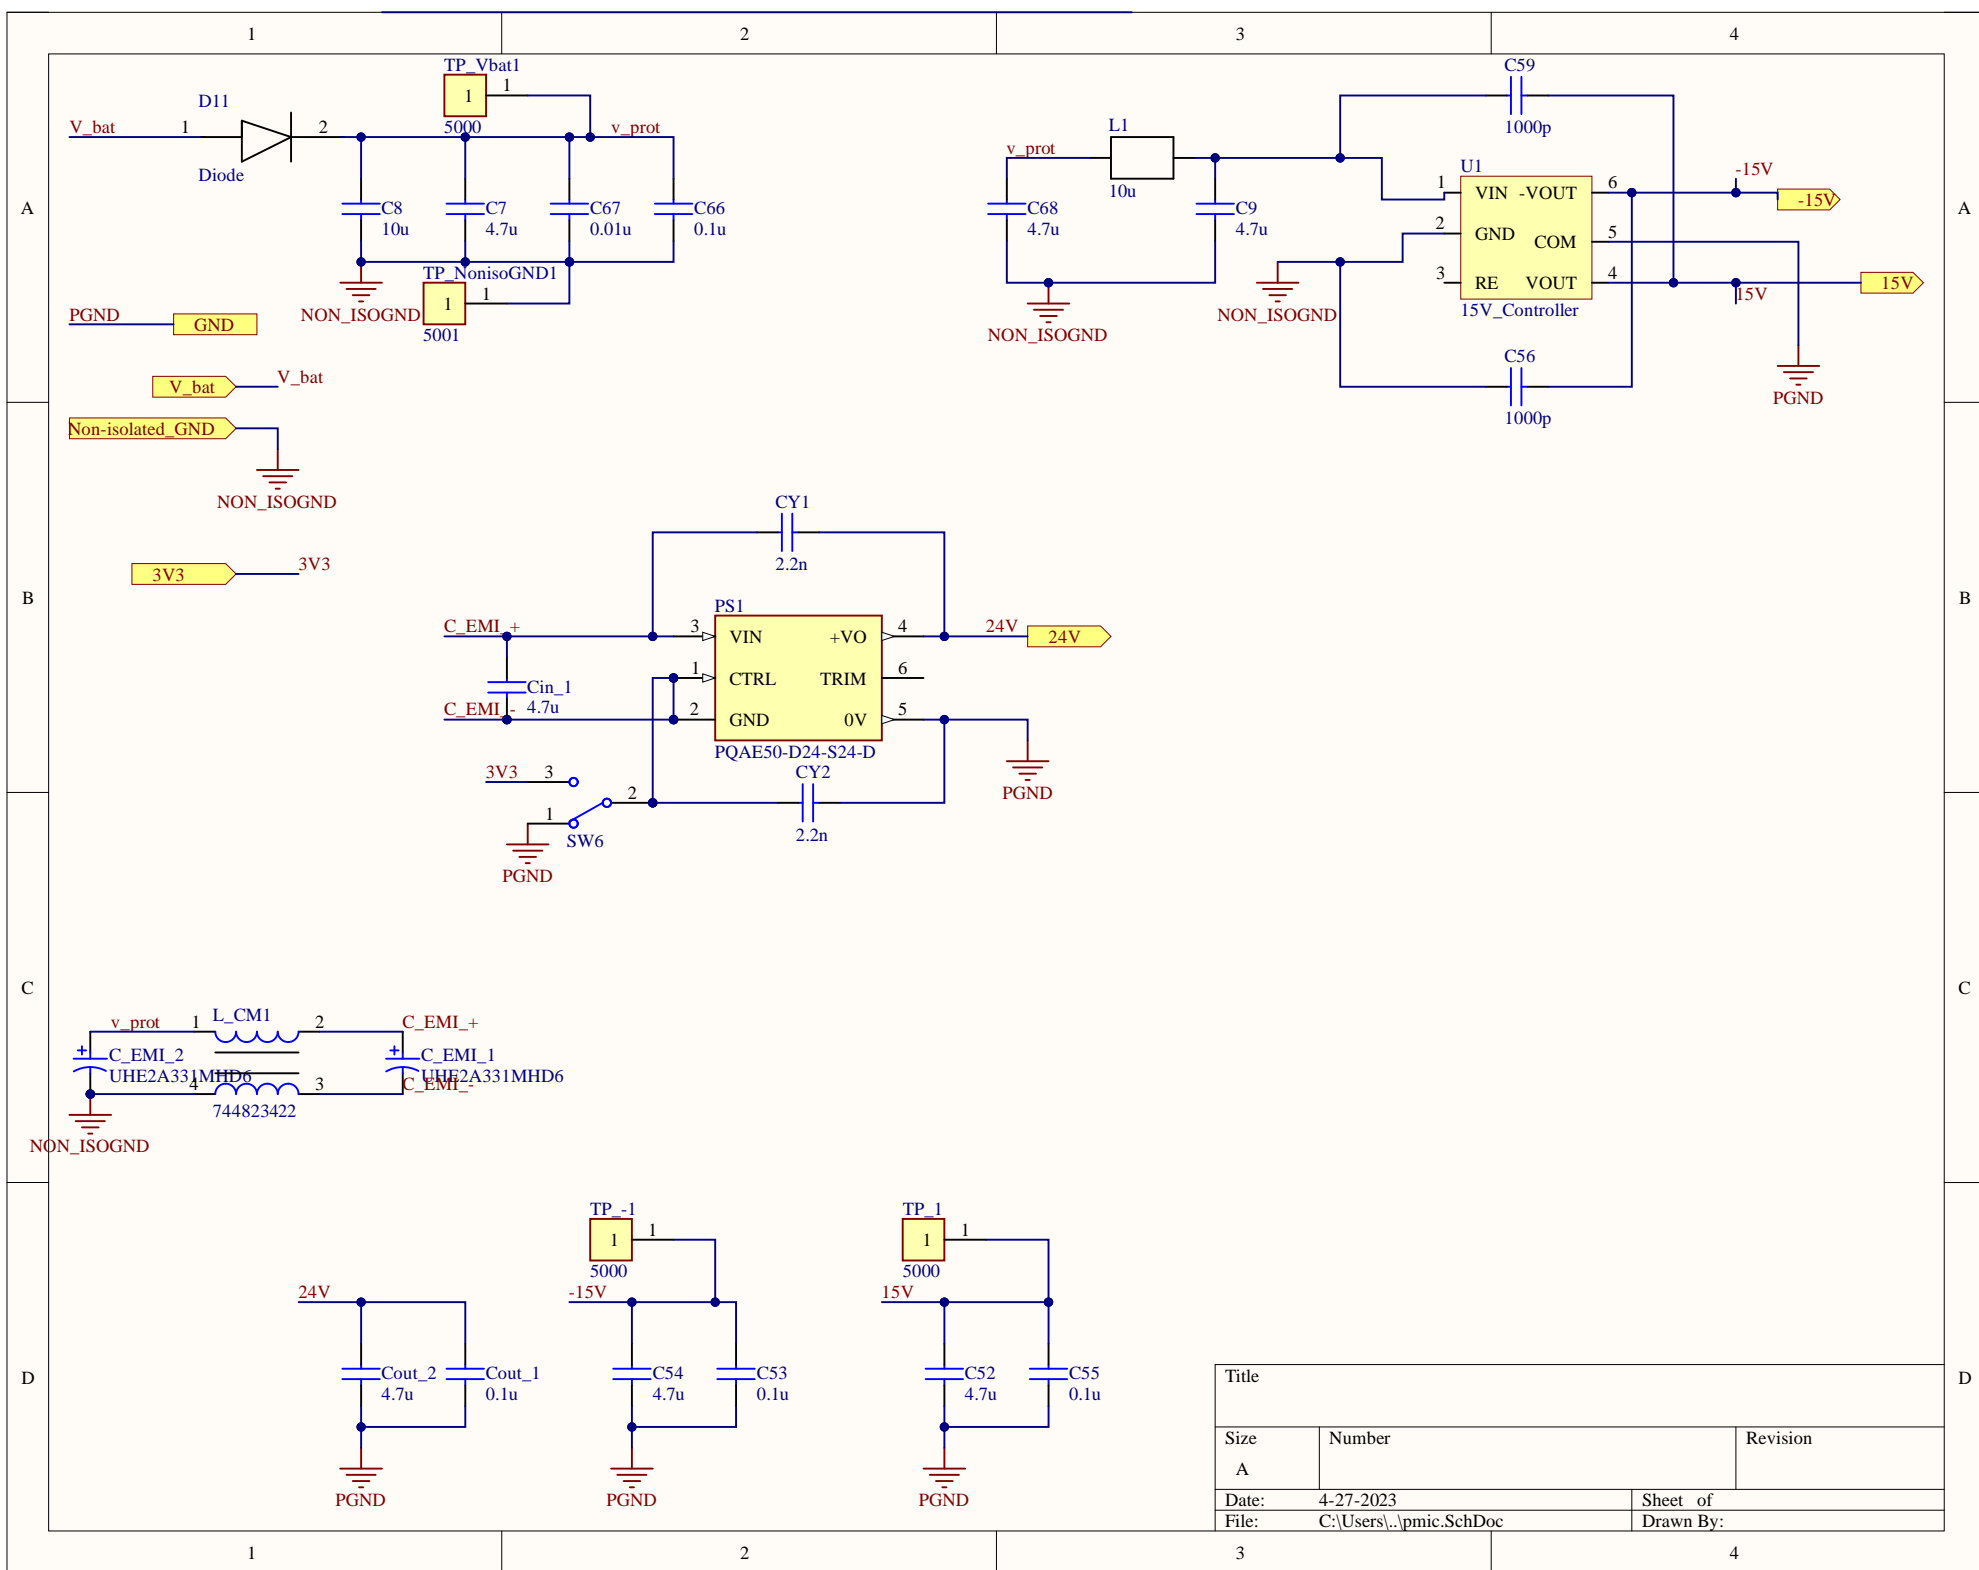 1 2 3 4
A
A
TP_Vbat1
1 1
5000
D11
V_bat 1 2 v_prot
Diode
C8
10u
C7
4.7u
C67
0.01u
C66
0.1u
TP_NonisoGND1
1 1
5001
NON_ISOGND
PGND GND
V_bat V_bat
Non-isolated_GND
NON_ISOGND
3V3 3V3
C59
1000p
L1
v_prot
10u
C68
4.7u
C9
4.7u
NON_ISOGND
NON_ISOGND
U1
1 VIN -VOUT 6
2 GND COM 5
3 RE VOUT 4
15V_Controller
-15V
-15V
15V
15V
C56
1000p
PGND
B
B
CY1
2.2n
PS1
C_EMI_+ 3 VIN +VO 4 24V 24V
1 CTRL TRIM 6
Cin_1
4.7u
C_EMI_- 2 GND 0V 5
PQAE50-D24-S24-D
CY2
2.2n
PGND
3V3 3
2
1
SW6
PGND
C
C
v_prot 1 L_CM1 2 C_EMI_+
C_EMI_2
UHE2A331MHD6
C_EMI_1
UHE2A331MHD6
4 3 C_EMI_-
744823422
NON_ISOGND
D
D
24V
Cout_2
4.7u
Cout_1
0.1u
PGND
TP_-1
1 1
5000
-15V
C54
4.7u
C53
0.1u
PGND
TP_1
1 1
5000
15V
C52
4.7u
C55
0.1u
PGND
Title
Size Number Revision
A
Date: 4-27-2023 Sheet of
File: C:\Users\..\pmic.SchDoc Drawn By:
1 2 3 4